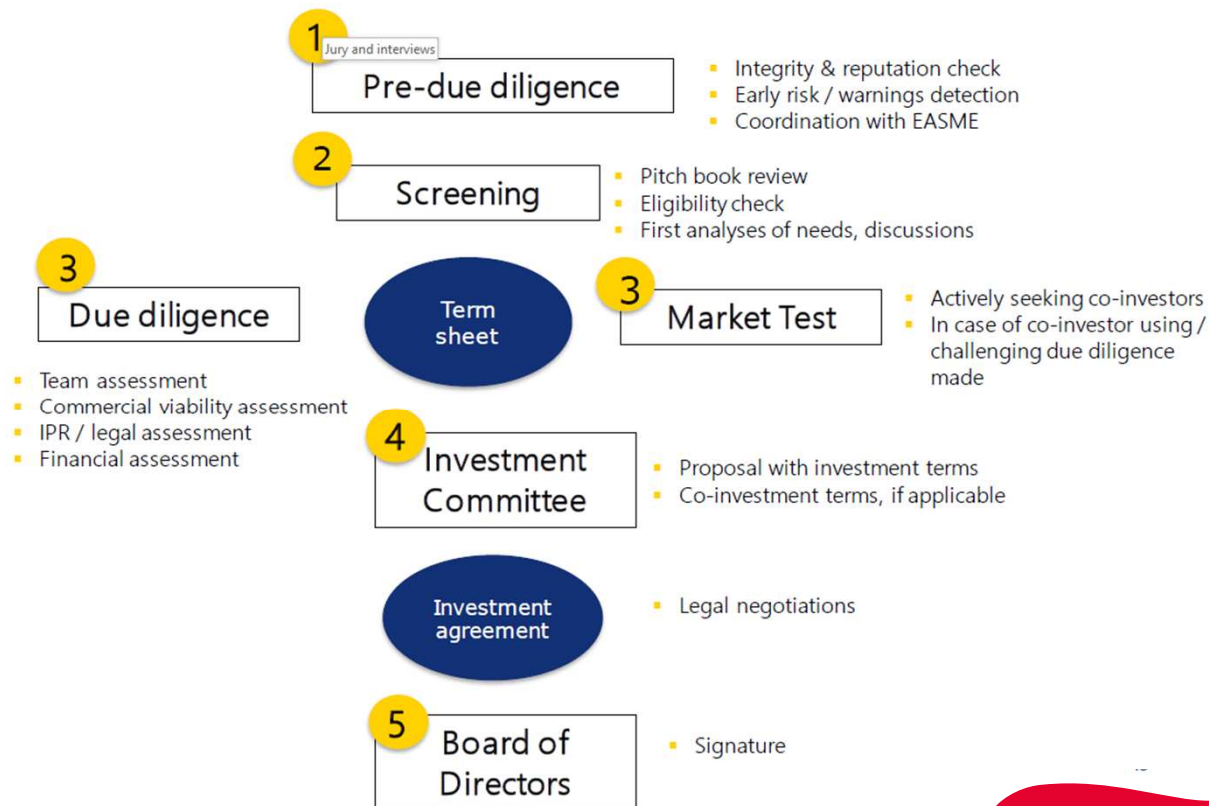 1
Jury and interviews
Pre-due diligence
▪ Integrity & reputation check
▪ Early risk / warnings detection
▪ Coordination with EASME
2
Screening
▪ Pitch book review
▪ Eligibility check
▪ First analyses of needs, discussions
3
Due diligence
▪ Team assessment
▪ Commercial viability assessment
▪ IPR / legal assessment
▪ Financial assessment
Term
sheet
3
Market Test
▪ Actively seeking co-investors
▪ In case of co-investor using /
challenging due diligence
made
4
Investment
Committee
▪ Proposal with investment terms
▪ Co-investment terms, if applicable
Investment
agreement
▪ Legal negotiations
5
Board of
Directors
▪ Signature